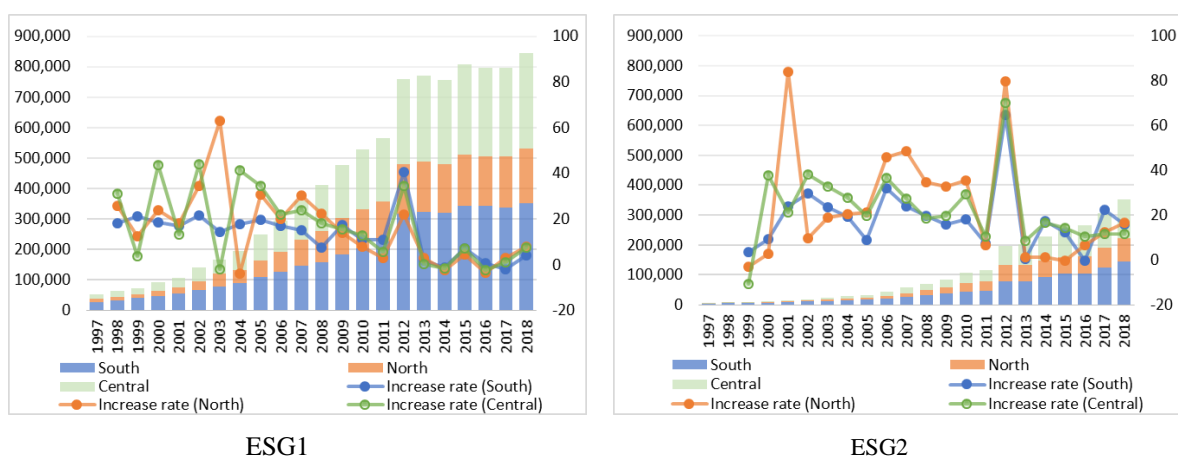 900,000 100
800,000 80
700,000
600,000 60
500,000 40
400,000
300,000 20
200,000 0
100,000
0 -20
1997 1998 1999 2000 2001 2002 2003 2004 2005 2006 2007 2008 2009 2010 2011 2012 2013 2014 2015 2016 2017 2018
South North
Central Increase rate (South)
Increase rate (North) Increase rate (Central)
ESG1
900,000 100
800,000 80
700,000
600,000 60
500,000 40
400,000
300,000 20
200,000 0
100,000
0 -20
1997 1998 1999 2000 2001 2002 2003 2004 2005 2006 2007 2008 2009 2010 2011 2012 2013 2014 2015 2016 2017 2018
South North
Central Increase rate (South)
Increase rate (North) Increase rate (Central)
ESG2